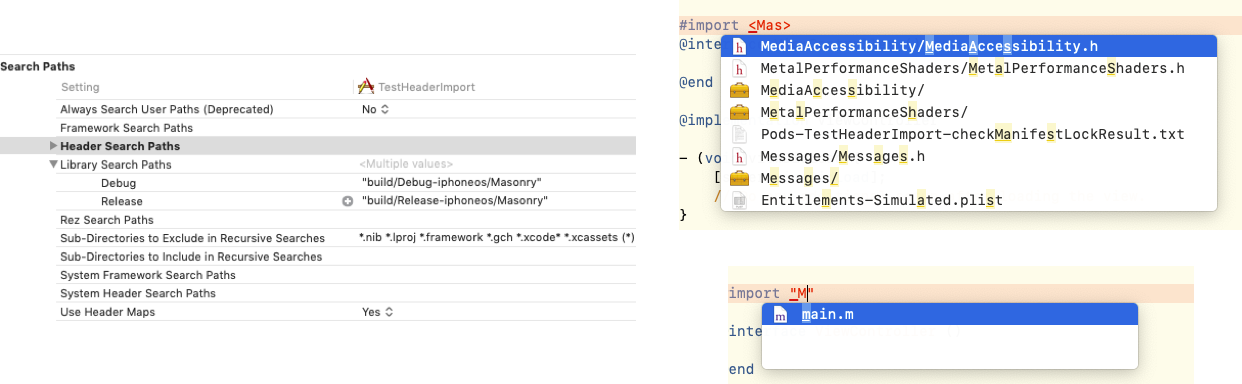 Search Paths
Setting TestHeaderImport
Always Search User Paths (Deprecated) No
Framework Search Paths
Header Search Paths
Library Search Paths <Multiple values>
Debug "build/Debug-iphoneos/Masonry"
Release "build/Release-iphoneos/Masonry"
Rez Search Paths
Sub-Directories to Exclude in Recursive Searches *.nib *.lproj *.framework *.gch *.xcode* *.xcassets (*)
Sub-Directories to Include in Recursive Searches
System Framework Search Paths
System Header Search Paths
Use Header Maps Yes
#import <Mas>
@inte
@end
@impl
- (vo
[
/
}
h MediaAccessibility/MediaAccessibility.h
h MetalPerformanceShaders/MetalPerformanceShaders.h
MediaAccessibility/
MetalPerformanceShaders/
Pods-TestHeaderImport-checkManifestLockResult.txt
h Messages/Messages.h
Messages/
Entitlements-Simulated.plist
import "M"
m main.m
inte
end